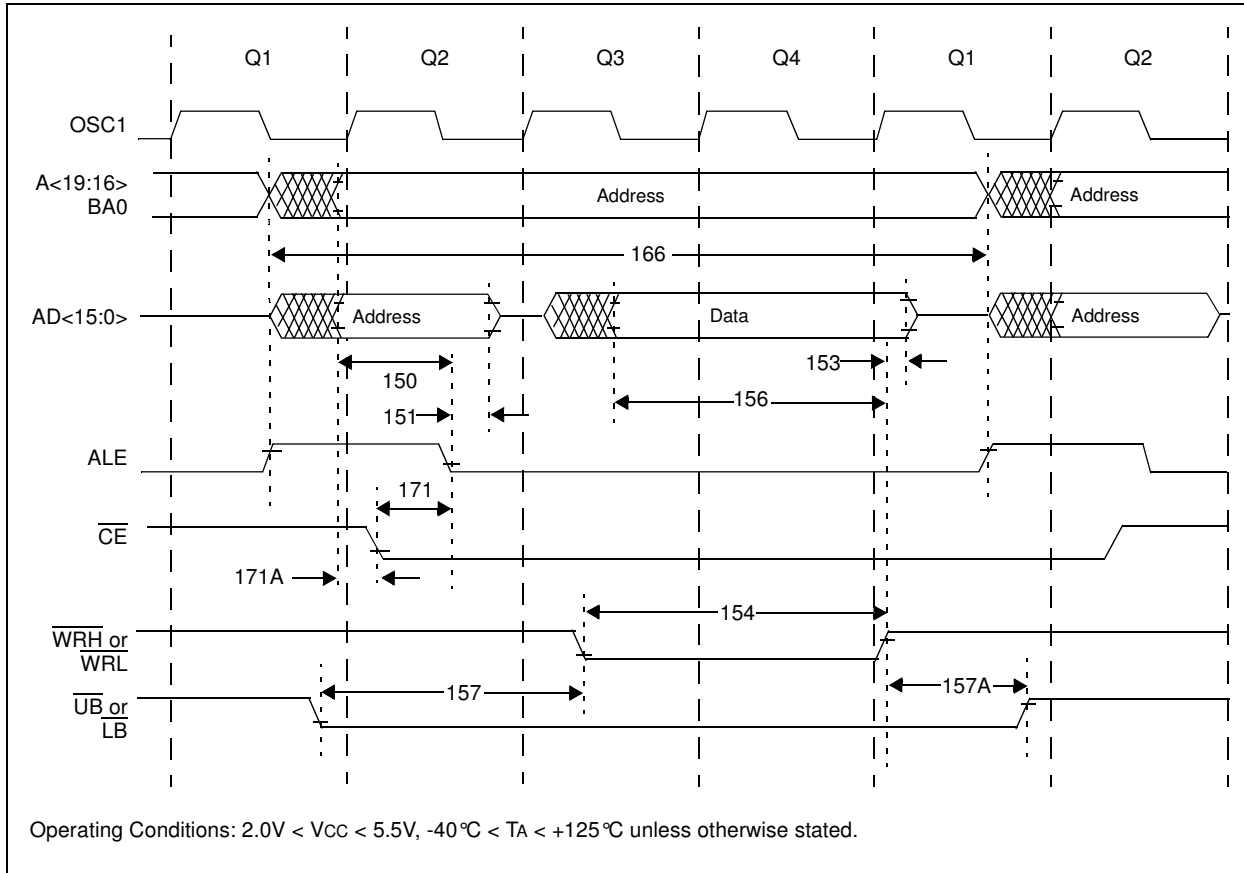 Q1 Q2 Q3 Q4 Q1 Q2
OSC1
A<19:16>
BA0
Address
Address
166
AD<15:0>
Address
Data
Address
150
153
151
156
ALE
171
CE
171A
154
WRH or
WRL
157
157A
UB or
LB
Operating Conditions: 2.0V < VCC < 5.5V, -40°C < TA < +125°C unless otherwise stated.